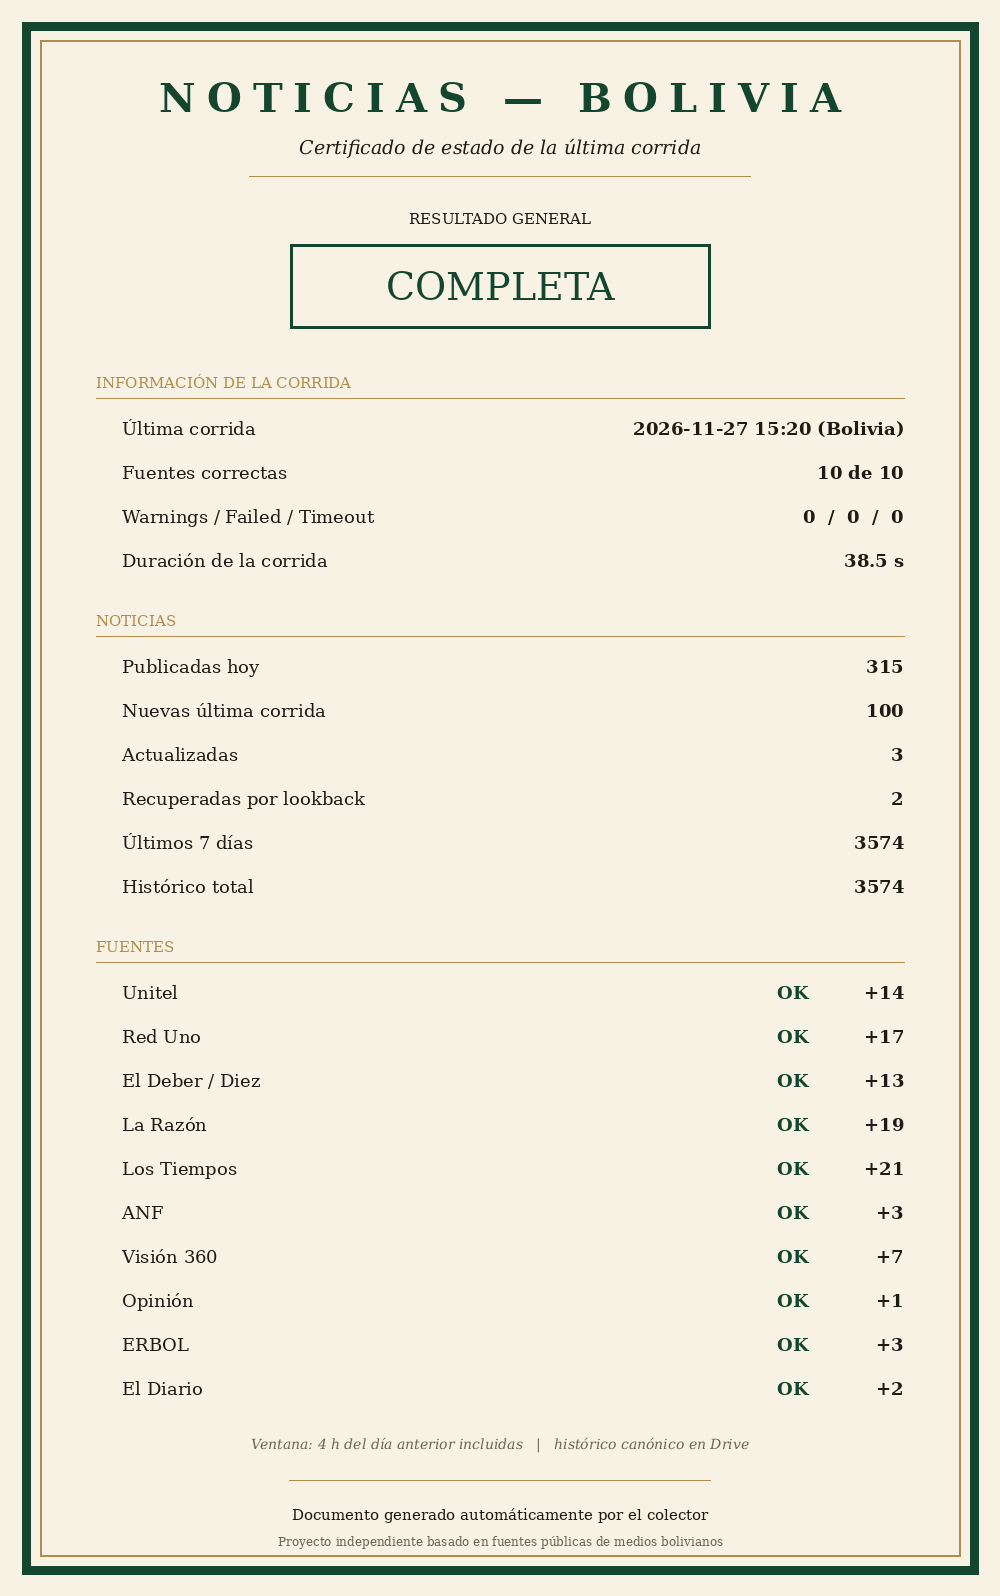 NOTICIAS — BOLIVIA
Certificado de estado de la última corrida
RESULTADO GENERAL
COMPLETA
INFORMACIÓN DE LA CORRIDA
Última corrida 2026-11-27 15:20 (Bolivia)
Fuentes correctas 10 de 10
Warnings / Failed / Timeout 0 / 0 / 0
Duración de la corrida 38.5 s
NOTICIAS
Publicadas hoy 315
Nuevas última corrida 100
Actualizadas 3
Recuperadas por lookback 2
Últimos 7 días 3574
Histórico total 3574
FUENTES
Unitel OK +14
Red Uno OK +17
El Deber / Diez OK +13
La Razón OK +19
Los Tiempos OK +21
ANF OK +3
Visión 360 OK +7
Opinión OK +1
ERBOL OK +3
El Diario OK +2
Ventana: 4 h del día anterior incluidas | histórico canónico en Drive
Documento generado automáticamente por el colector
Proyecto independiente basado en fuentes públicas de medios bolivianos